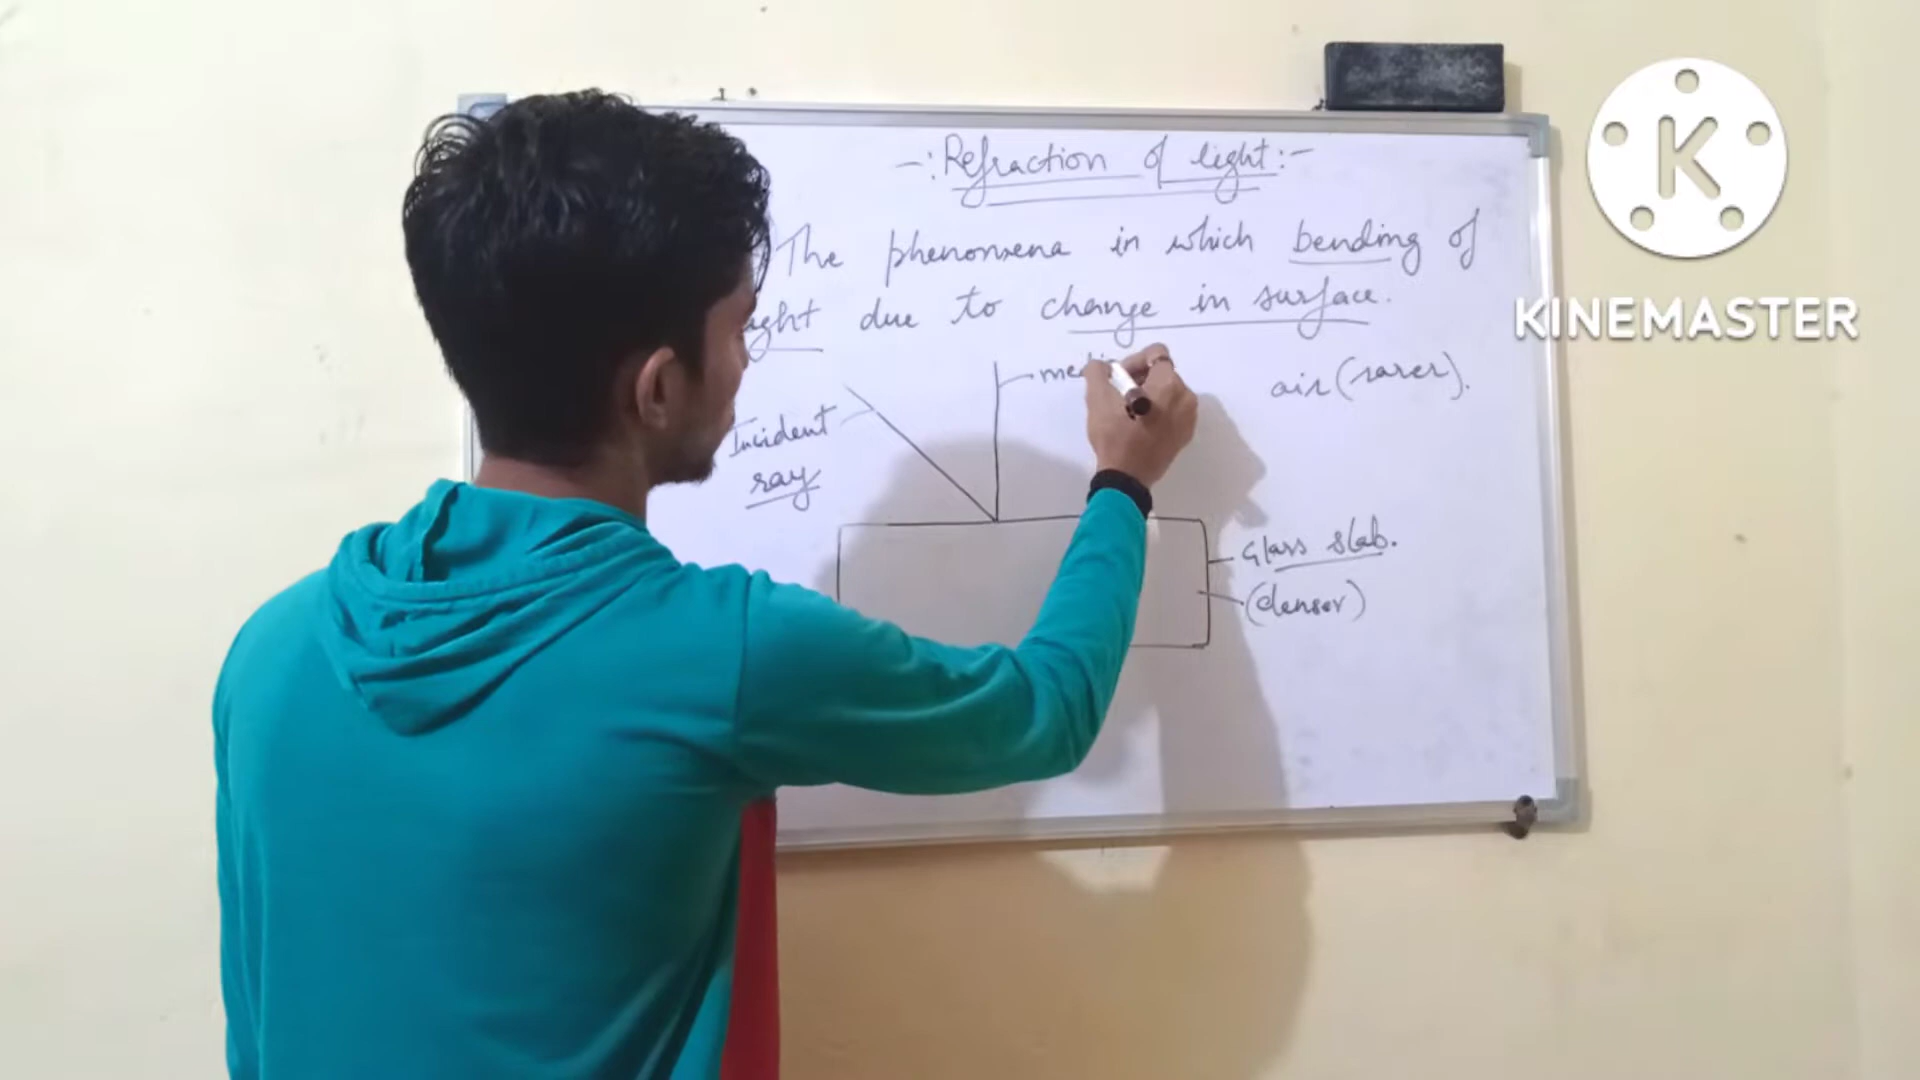 -: Refraction of light:-
The phenomena in which bending of
light due to change in surface.
air (rarer).
Incident
ray
Glass slab.
(denser)
K
KINEMASTER